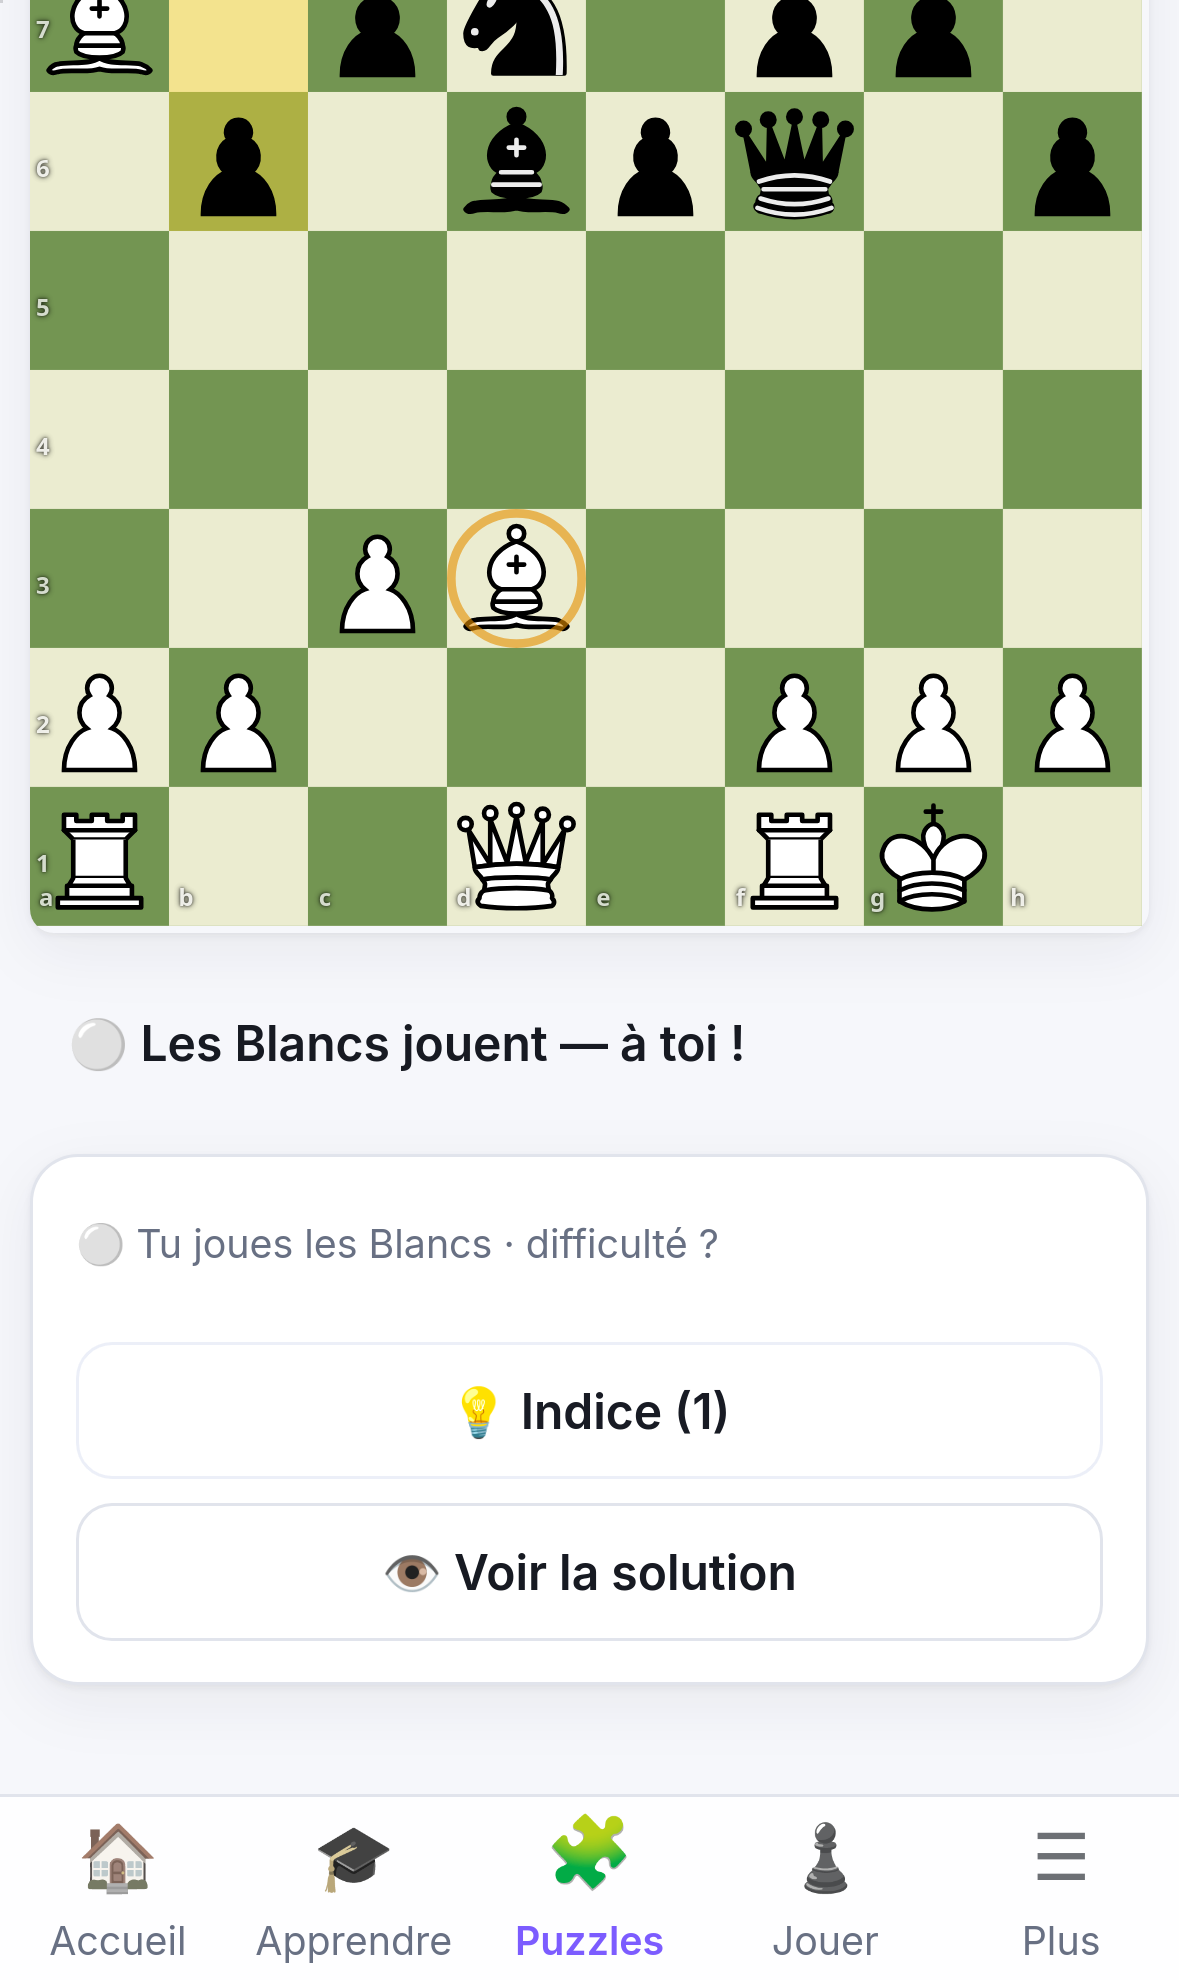 7
6
5
4
3
2
1
a b c d e f g h
Les Blancs jouent — à toi !
Tu joues les Blancs · difficulté ?
Indice (1)
Voir la solution
Accueil Apprendre Puzzles Jouer Plus